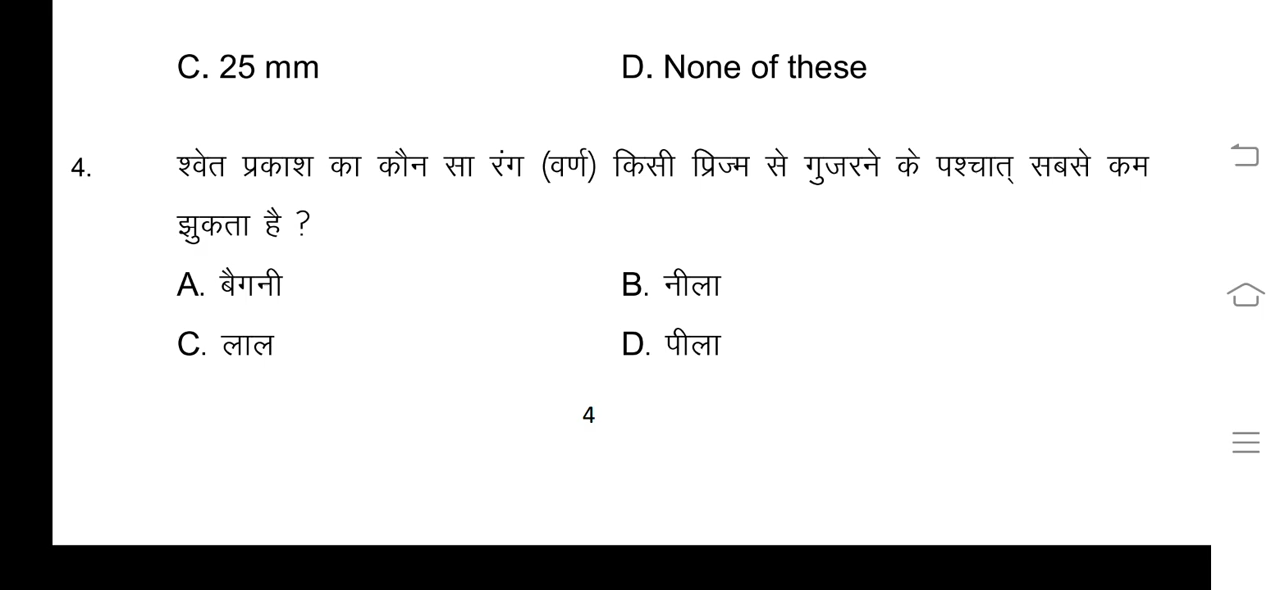 C. 25 mm D. None of these
4. श्वेत प्रकाश का कौन सा रंग (वर्ण) किसी प्रिज्म से गुजरने के पश्चात् सबसे कम
झुकता है ?
A. बैगनी B. नीला
C. लाल D. पीला
4